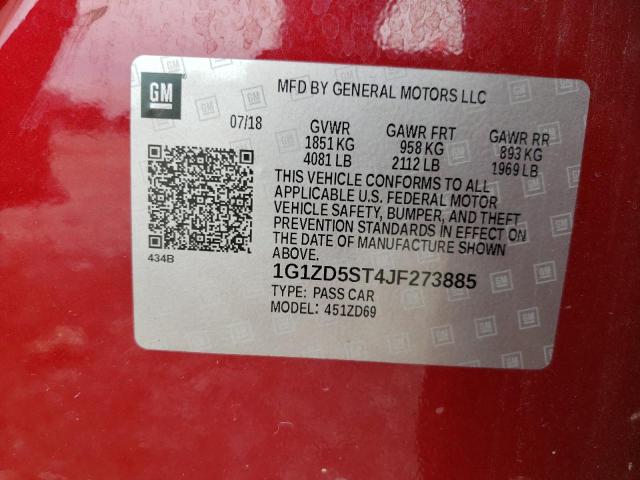 GM
MFD BY GENERAL MOTORS LLC
07/18 GVWR GAWR FRT GAWR RR
1851 KG 958 KG 893 KG
4081 LB 2112 LB 1969 LB
THIS VEHICLE CONFORMS TO ALL
APPLICABLE U.S. FEDERAL MOTOR
VEHICLE SAFETY, BUMPER, AND THEFT
PREVENTION STANDARDS IN EFFECT ON
THE DATE OF MANUFACTURE SHOWN
ABOVE.
434B
1G1ZD5ST4JF273885
TYPE: PASS CAR
MODEL: 451ZD69